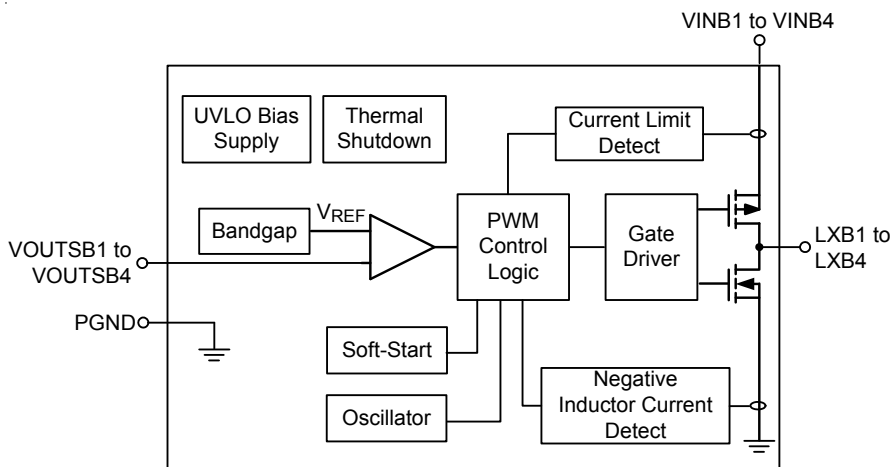 VINB1 to VINB4
UVLO Bias
Supply
Thermal
Shutdown
Current Limit
Detect
VREF
Bandgap
PWM
Control
Logic
Gate
Driver
LXB1 to
LXB4
VOUTSB1 to
VOUTSB4
PGND
Soft-Start
Oscillator
Negative
Inductor Current
Detect